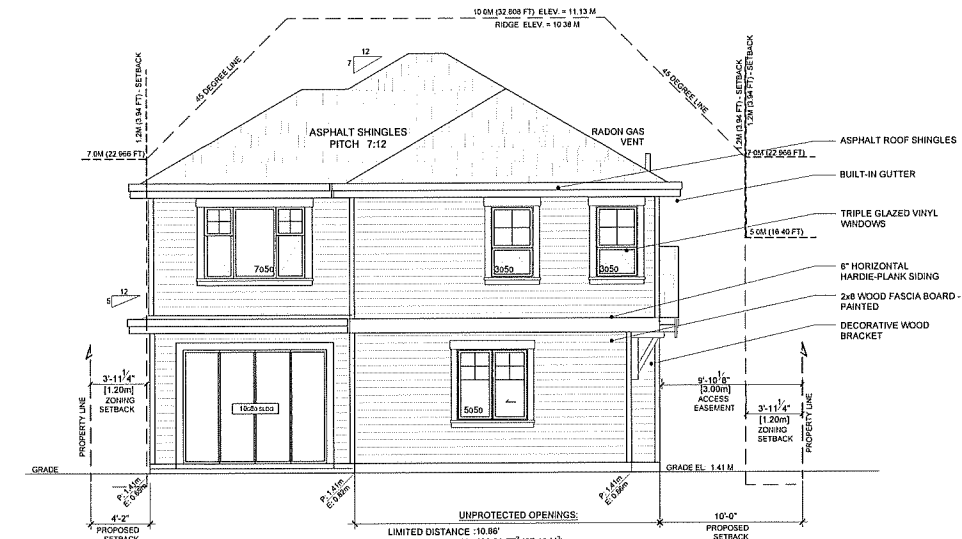 10.0M (32.808 FT) ELEV. = 11.13 M
RIDGE ELEV. = 10.38 M
12
7
45 DEGREE LINE
45 DEGREE LINE
1.2M (3.94 FT) - SETBACK
1.2M (3.94 FT) - SETBACK
1.2M (3.94 FT) - SETBACK
7.0M (22.966 FT)
7.0M (22.966 FT)
5.0M (16.40 FT)
ASPHALT SHINGLES
PITCH 7:12
RADON GAS
VENT
ASPHALT ROOF SHINGLES
BUILT-IN GUTTER
TRIPLE GLAZED VINYL
WINDOWS
6" HORIZONTAL
HARDIE-PLANK SIDING
2x8 WOOD FASCIA BOARD -
PAINTED
DECORATIVE WOOD
BRACKET
7050
3050
3050
12
5
10080 SLDG
5050
3'-11 1/4"
[1.20m]
ZONING
SETBACK
PROPERTY LINE
9'-10 1/8"
[3.00m]
ACCESS
EASEMENT
3'-11 1/4"
[1.20m]
ZONING
SETBACK
PROPERTY LINE
GRADE
GRADE EL: 1.41 M
P: 1.41m
P: 1.41m
E: 0.82m
P: 1.41m
E: 0.66m
4'-2"
PROPOSED
SETBACK
UNPROTECTED OPENINGS:
LIMITED DISTANCE :10.86'
10'-0"
PROPOSED
SETBACK